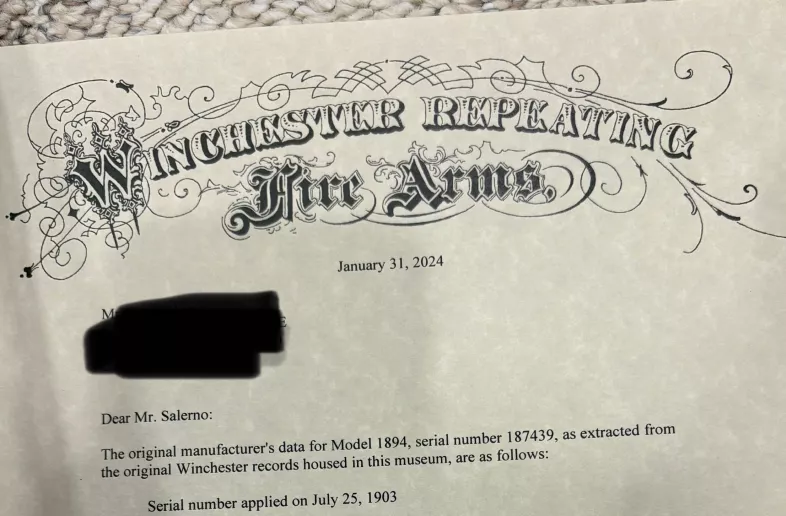 WINCHESTER REPEATING
Fire Arms,
January 31, 2024
Dear Mr. Salerno:
The original manufacturer's data for Model 1894, serial number 187439, as extracted from
the original Winchester records housed in this museum, are as follows:
Serial number applied on July 25, 1903